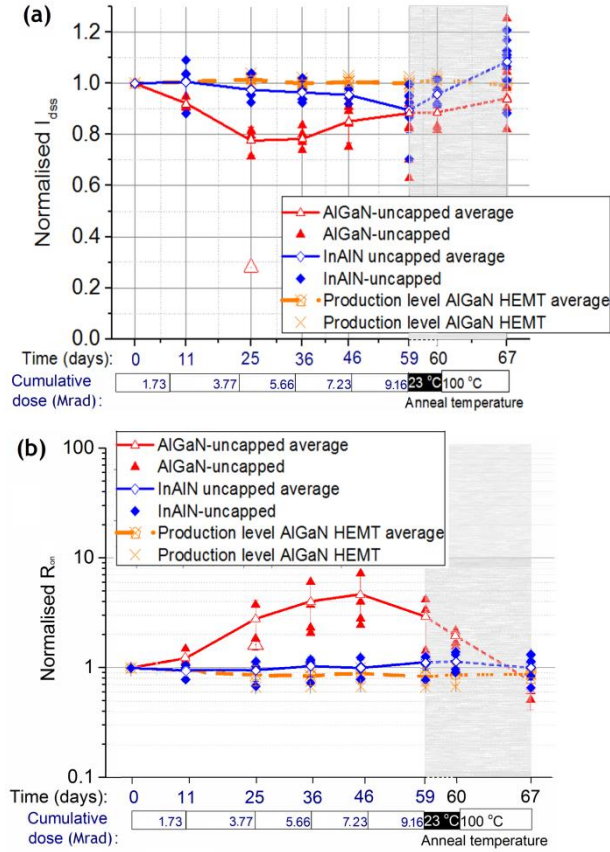 (a)
1.2
1.0
0.8
0.6
0.4
0.2
0.0
Normalised Idss
AlGaN-uncapped average
AlGaN-uncapped
InAlN uncapped average
InAlN-uncapped
Production level AlGaN HEMT average
Production level AlGaN HEMT
Time (days): 0 11 25 36 46 59 60 67
Cumulative dose (Mrad): 1.73 3.77 5.66 7.23 9.16 23 °C 100 °C
Anneal temperature
(b)
100
10
1
0.1
Normalised Ron
AlGaN-uncapped average
AlGaN-uncapped
InAlN uncapped average
InAlN-uncapped
Production level AlGaN HEMT average
Production level AlGaN HEMT
Time (days): 0 11 25 36 46 59 60 67
Cumulative dose (Mrad): 1.73 3.77 5.66 7.23 9.16 23 °C 100 °C
Anneal temperature